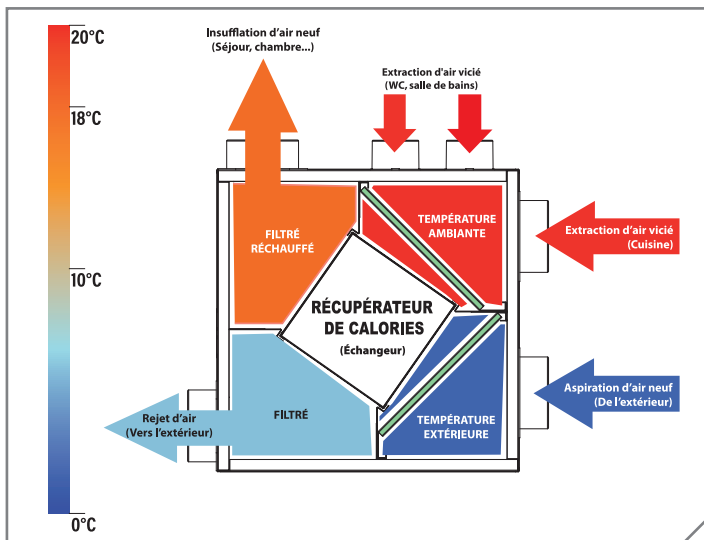 20°C
18°C
10°C
0°C
Insufflation d'air neuf
(Séjour, chambre...)
Extraction d'air vicié
(WC, salle de bains)
FILTRÉ
RÉCHAUFFÉ
TEMPÉRATURE
AMBIANTE
Extraction d'air vicié
(Cuisine)
RÉCUPÉRATEUR
DE CALORIES
(Échangeur)
Aspiration d'air neuf
(De l'extérieur)
Rejet d'air
(Vers l'extérieur)
FILTRÉ
TEMPÉRATURE
EXTÉRIEURE